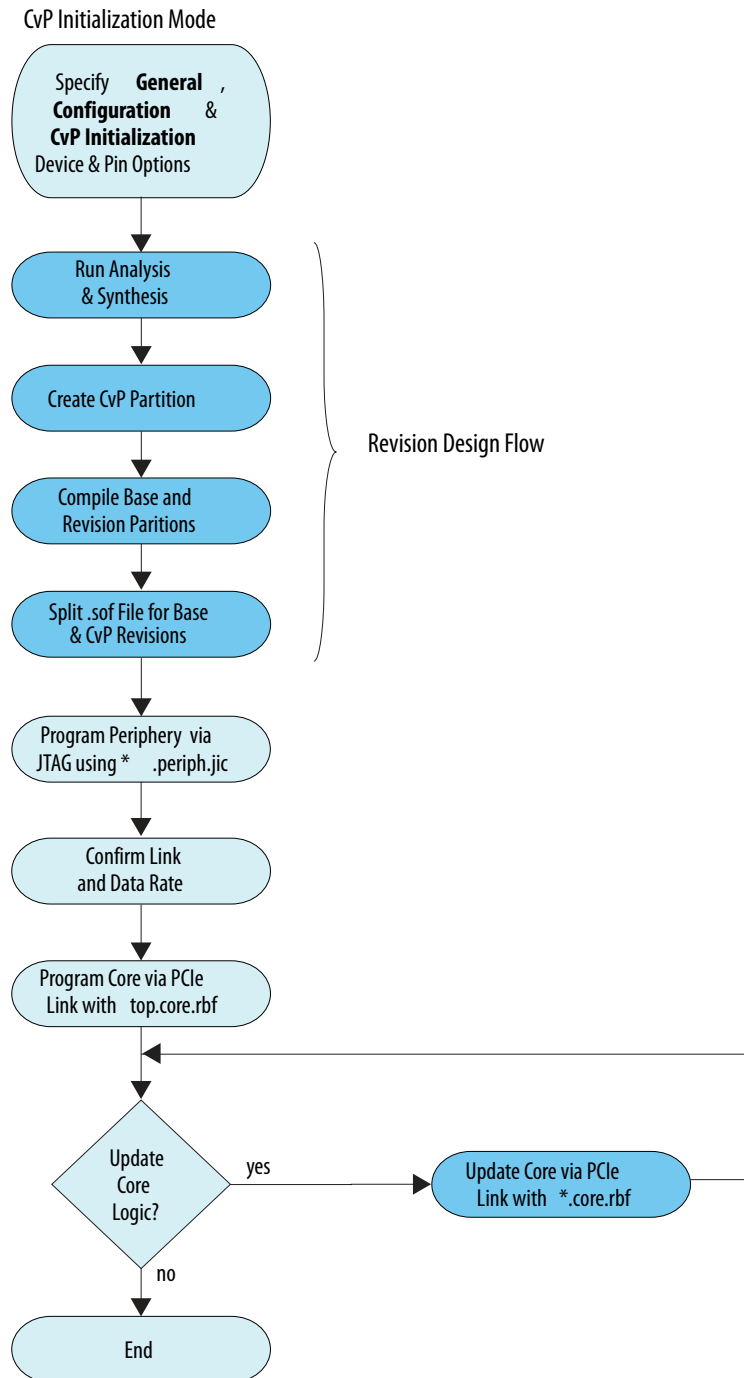 CvP Initialization Mode
Specify General ,
Configuration &
CvP Initialization
Device & Pin Options
Run Analysis
& Synthesis
Create CvP Partition
Compile Base and
Revision Paritions
Revision Design Flow
Split .sof File for Base
& CvP Revisions
Program Periphery via
JTAG using * .periph.jic
Confirm Link
and Data Rate
Program Core via PCIe
Link with top.core.rbf
Update
Core
Logic?
yes
Update Core via PCIe
Link with *.core.rbf
no
End